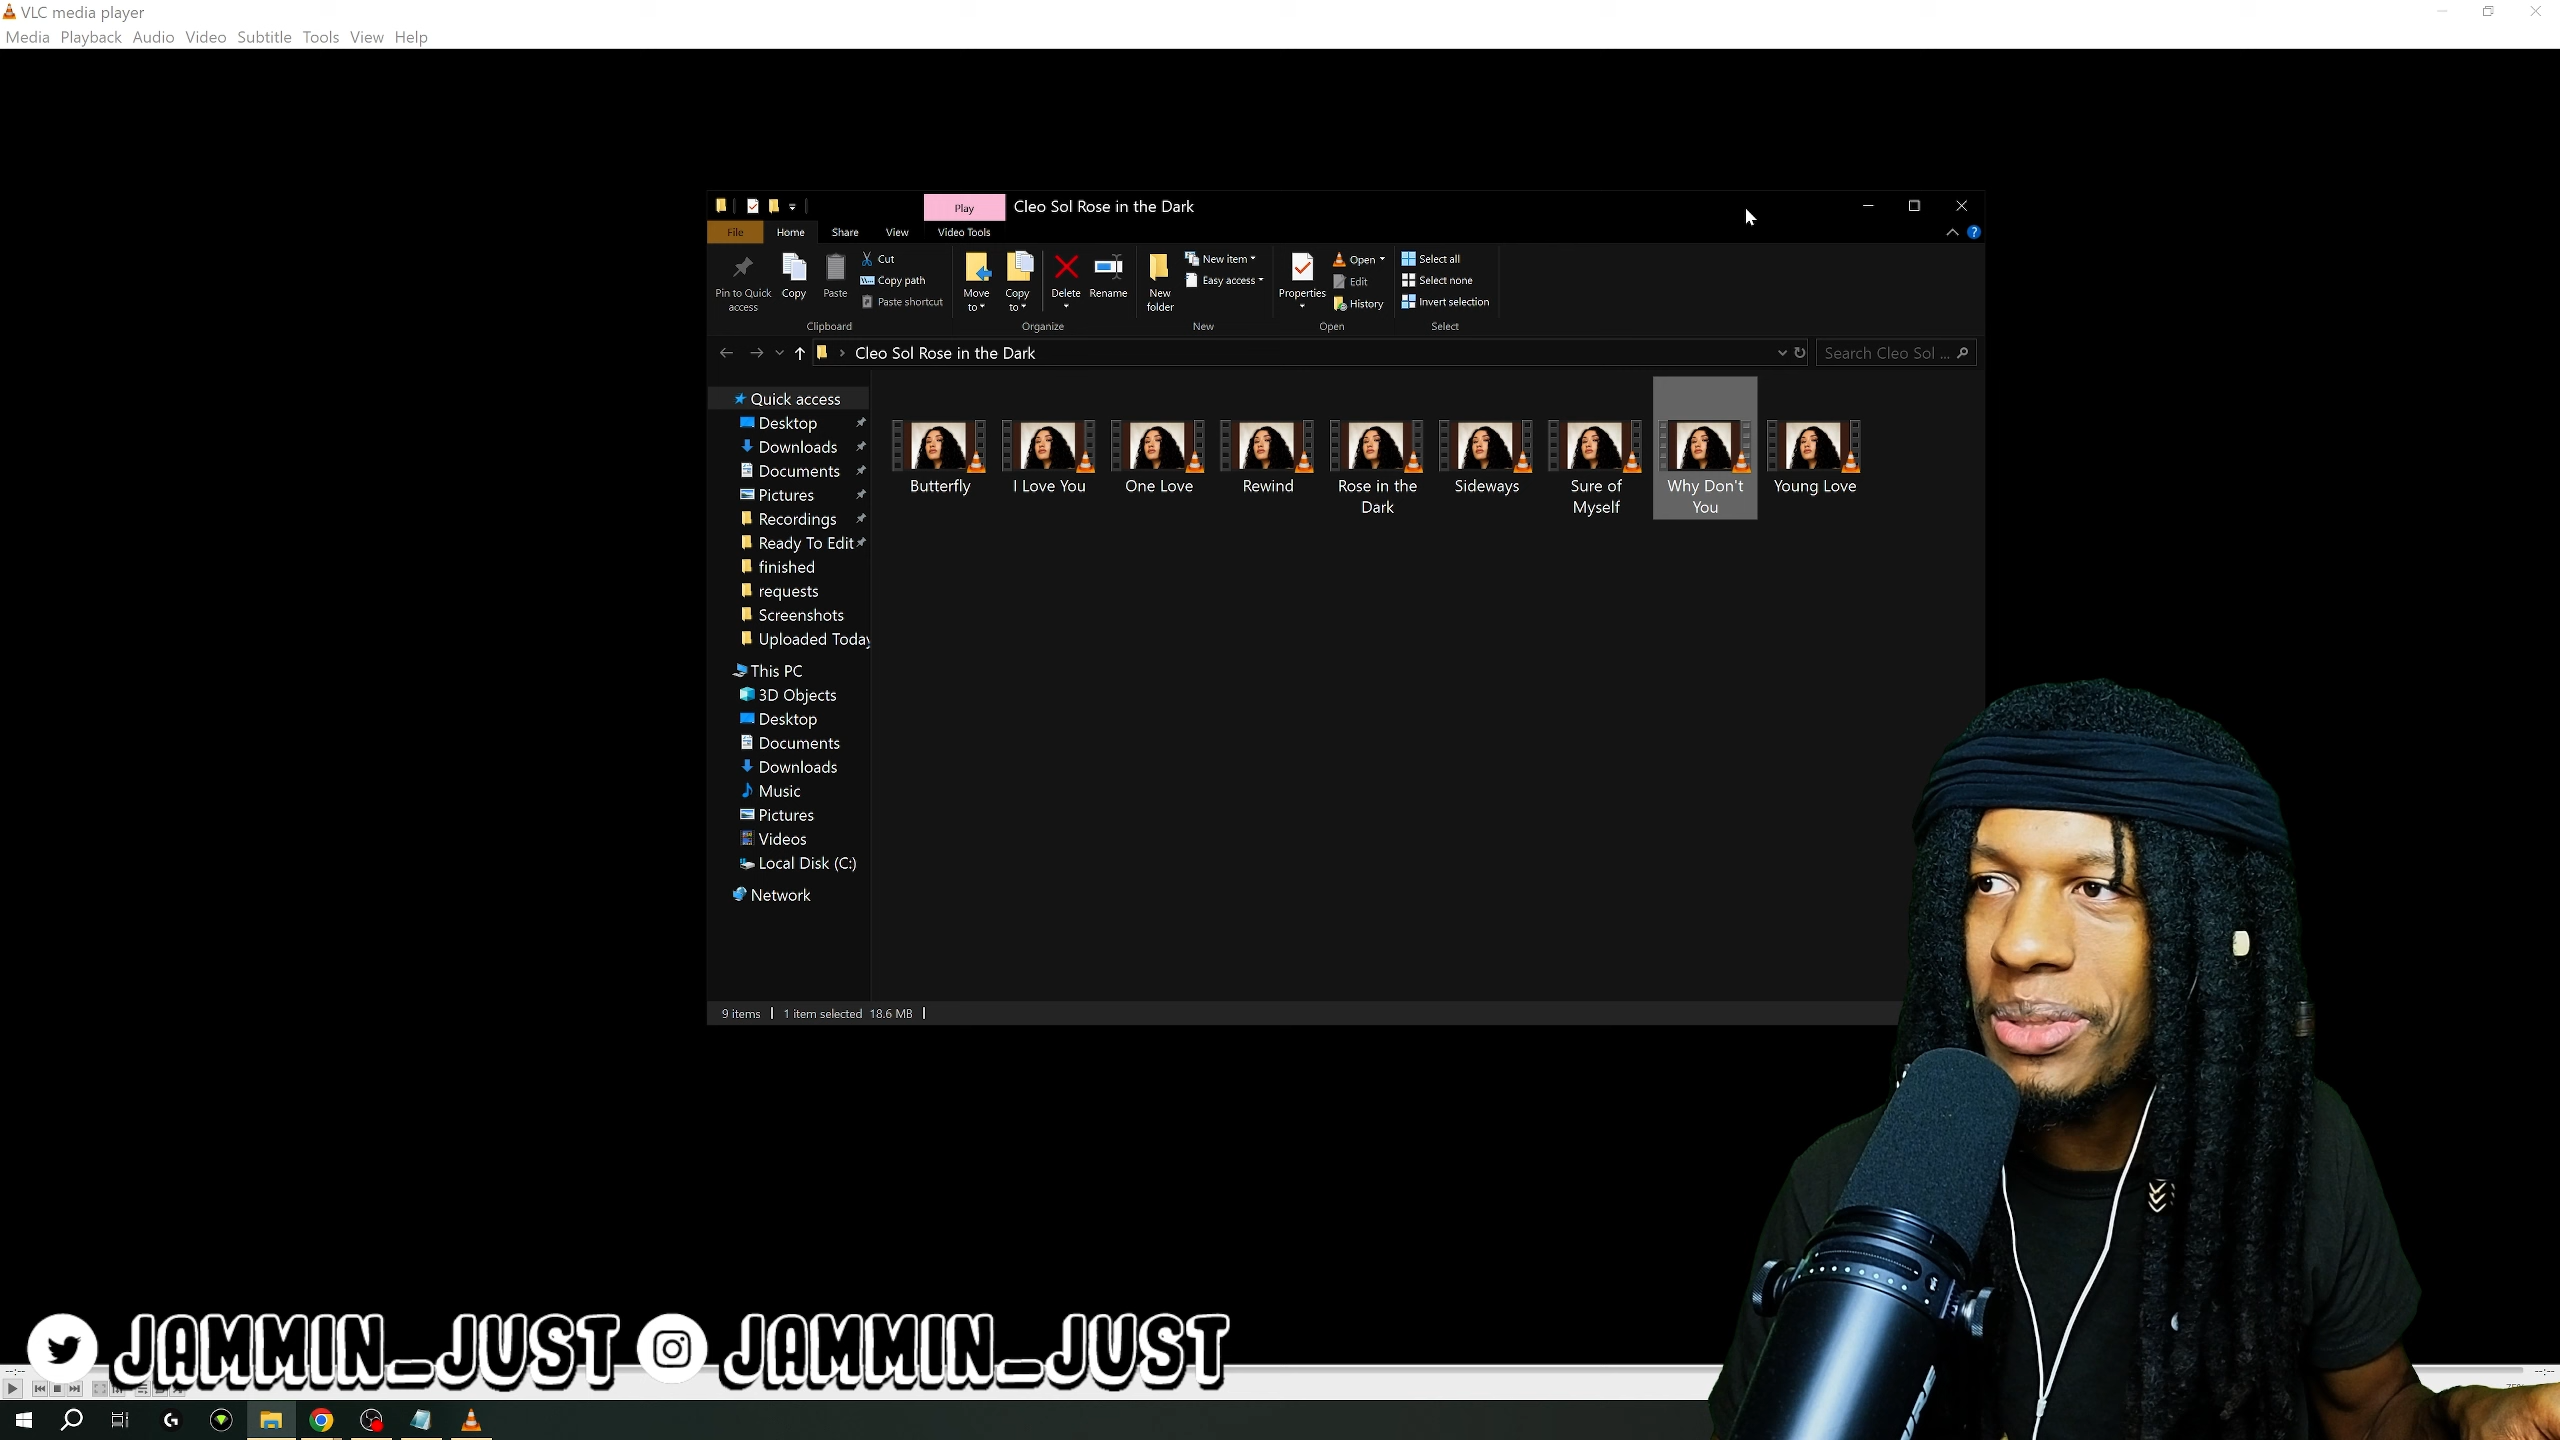 VLC media player
Media Playback Audio Video Subtitle Tools View Help
Play Cleo Sol Rose in the Dark
File Home Share View Video Tools
Pin to Quick access
Copy
Paste
Cut
Copy path
Paste shortcut
Clipboard
Move to
Copy to
Delete
Rename
Organize
New folder
New item
Easy access
New
Properties
Open
Edit
History
Open
Select all
Select none
Invert selection
Select
Cleo Sol Rose in the Dark
Search Cleo Sol ...
Quick access
Desktop
Downloads
Documents
Pictures
Recordings
Ready To Edit
finished
requests
Screenshots
Uploaded Today
This PC
3D Objects
Desktop
Documents
Downloads
Music
Pictures
Videos
Local Disk (C:)
Network
Butterfly
I Love You
One Love
Rewind
Rose in the
Dark
Sideways
Sure of
Myself
Why Don't
You
Young Love
9 items 1 item selected 18.6 MB
JAMMIN_JUST JAMMIN_JUST